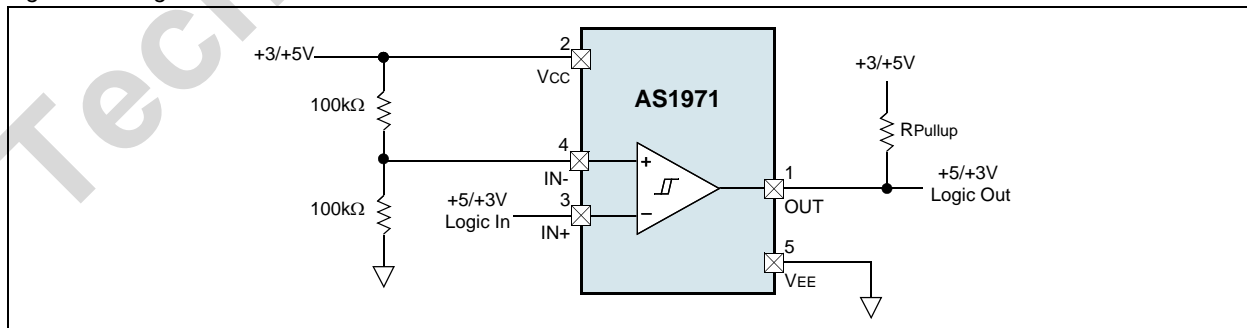 Tech
+3/+5V
2
VCC
100kΩ
100kΩ
4
IN-
+5/+3V
Logic In
3
IN+
AS1971
+
–
1
OUT
5
VEE
+3/+5V
RPullup
+5/+3V
Logic Out